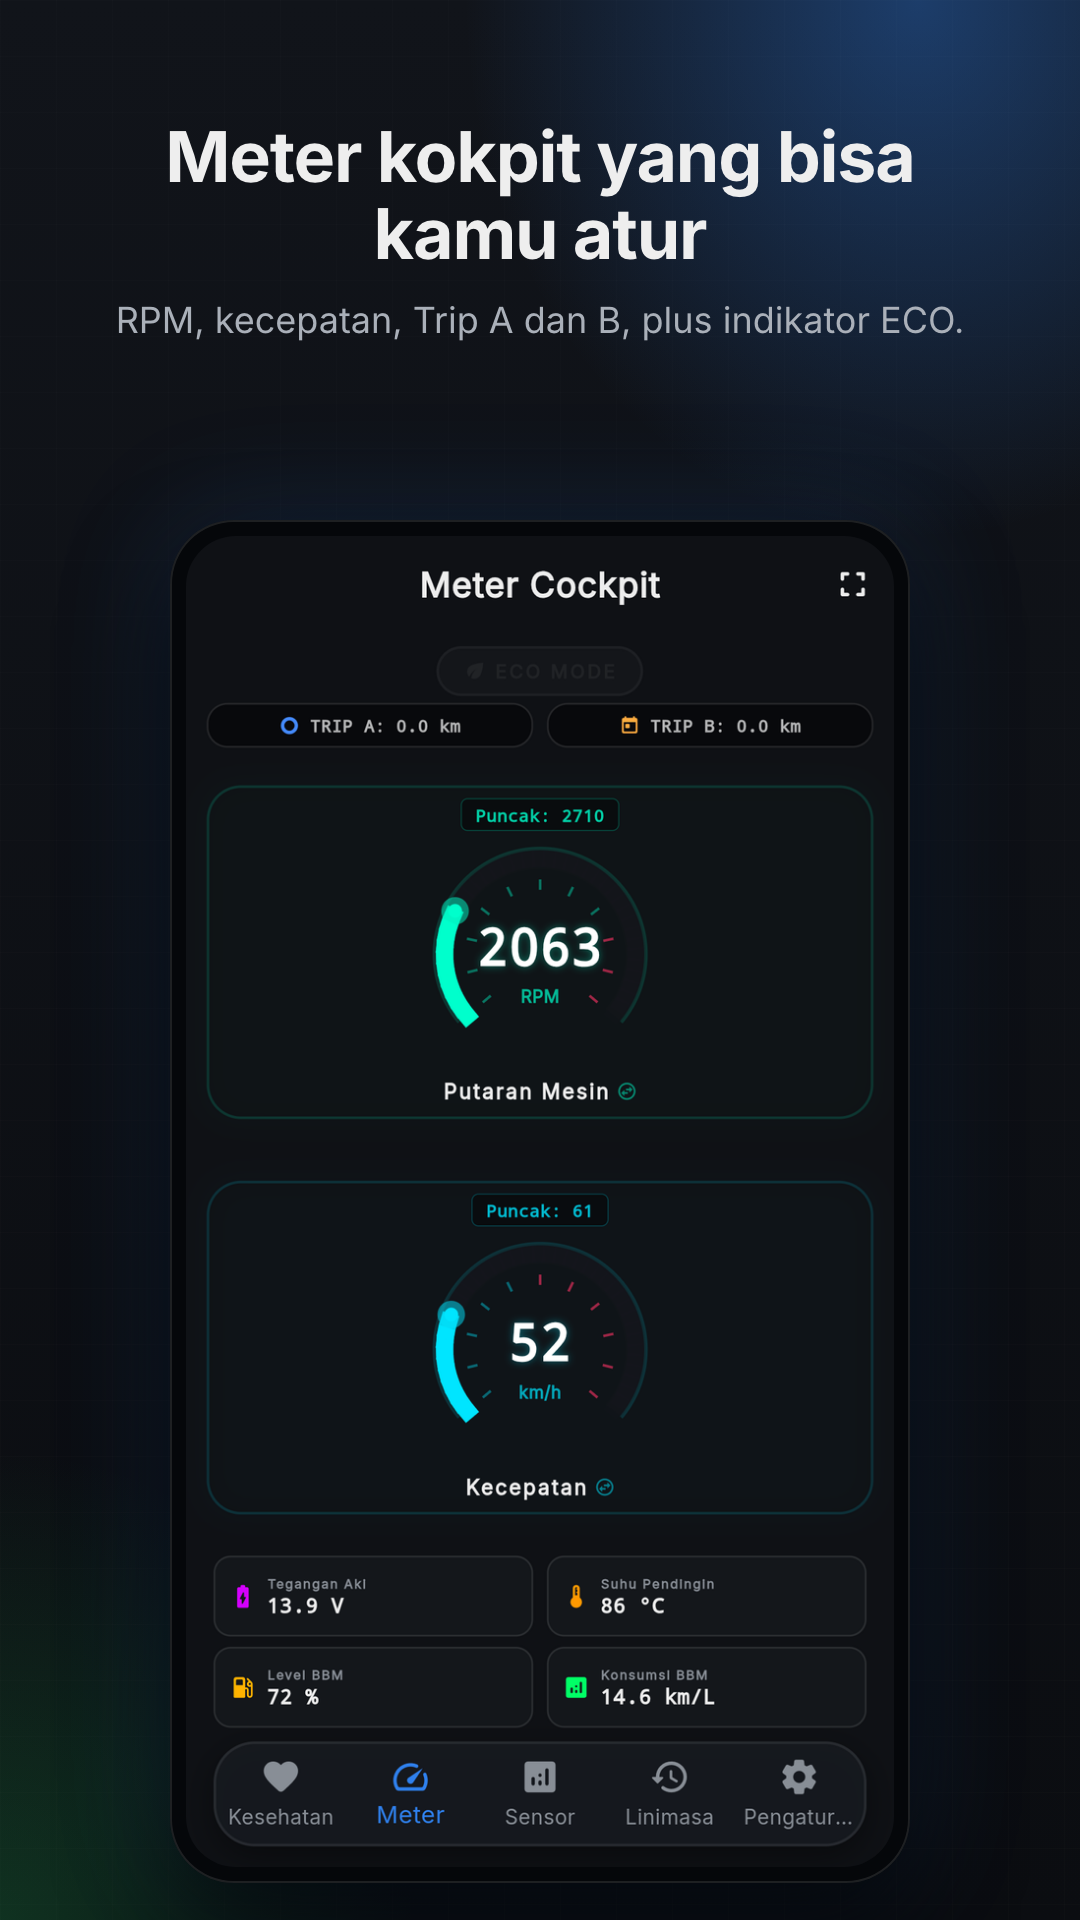 Meter kokpit yang bisa
kamu atur
RPM, kecepatan, Trip A dan B, plus indikator ECO.
Meter Cockpit
ECO MODE
TRIP A: 0.0 km
TRIP B: 0.0 km
Puncak: 2710
2063
RPM
Putaran Mesin
Puncak: 61
52
km/h
Kecepatan
Tegangan Aki
13.9 V
Suhu Pendingin
86 °C
Level BBM
72 %
Konsumsi BBM
14.6 km/L
Kesehatan
Meter
Sensor
Linimasa
Pengatur...